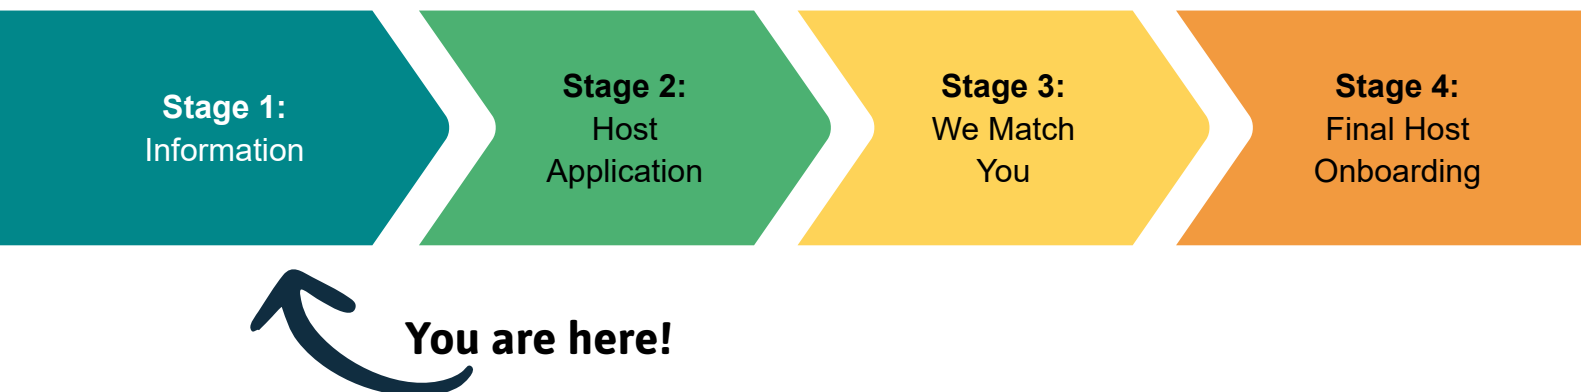 Stage 1:
Information
Stage 2:
Host
Application
Stage 3:
We Match
You
Stage 4:
Final Host
Onboarding
You are here!